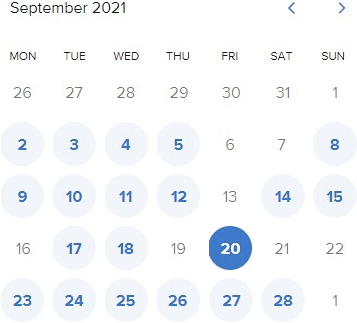 September 2021
MON TUE WED THU FRI SAT SUN
26 27 28 29 30 31 1
2 3 4 5 6 7 8
9 10 11 12 13 14 15
16 17 18 19 20 21 22
23 24 25 26 27 28 1